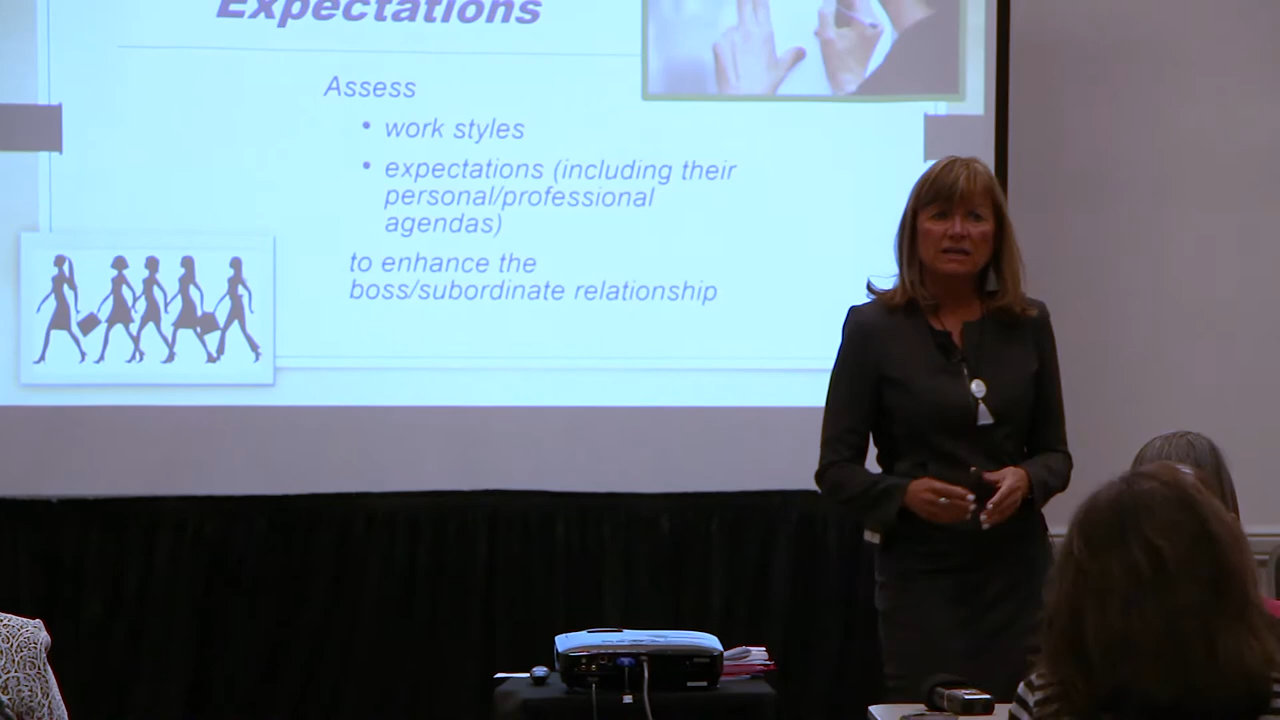 Expectations
Assess
• work styles
• expectations (including their
personal/professional
agendas)
to enhance the
boss/subordinate relationship